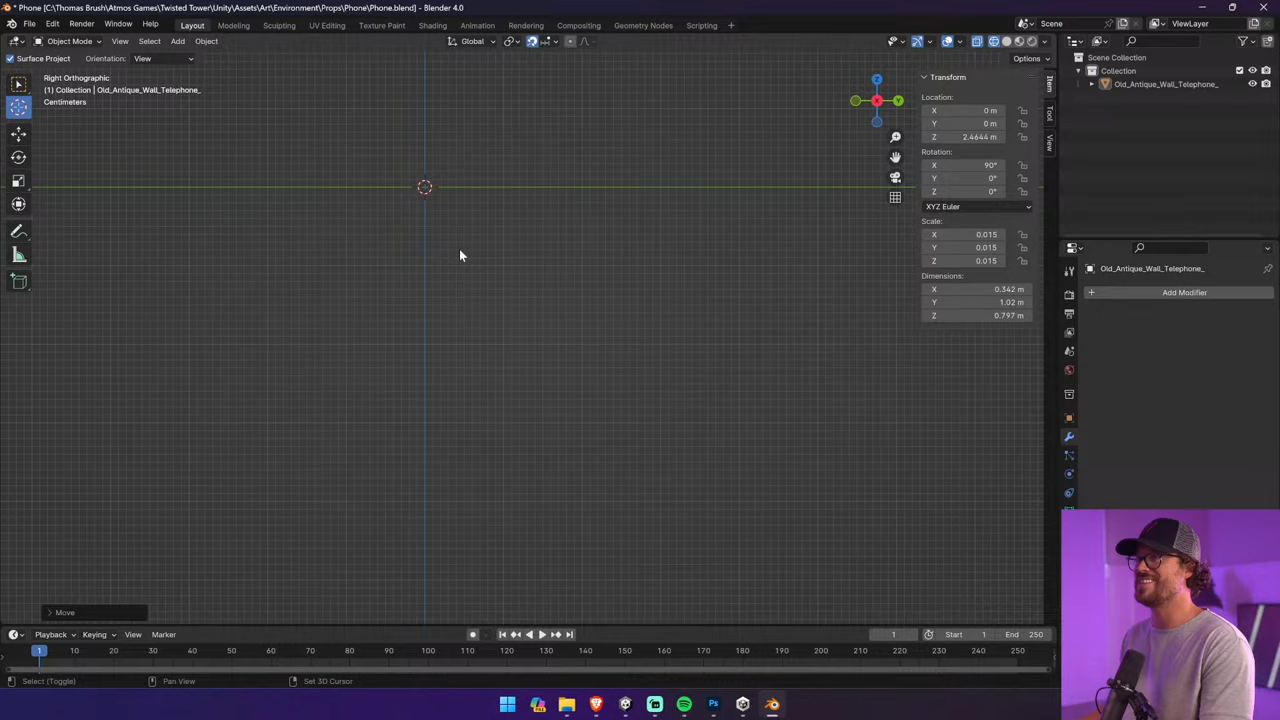 * Phone [C:\Thomas Brush\Atmos Games\Twisted Tower\Unity\Assets\Art\Environment\Props\Phone\Phone.blend] - Blender 4.0
File Edit Render Window Help Layout Modeling Sculpting UV Editing Texture Paint Shading Animation Rendering Compositing Geometry Nodes Scripting + Scene ViewLayer
Object Mode View Select Add Object Global
Surface Project Orientation: View Options
Right Orthographic
(1) Collection | Old_Antique_Wall_Telephone_
Centimeters
Z
X
Y
Transform
Location:
X 0 m
Y 0 m
Z 2.4644 m
Rotation:
X 90°
Y 0°
Z 0°
XYZ Euler
Scale:
X 0.015
Y 0.015
Z 0.015
Dimensions:
X 0.342 m
Y 1.02 m
Z 0.797 m
Item
Tool
View
Scene Collection
Collection
Old_Antique_Wall_Telephone_
Old_Antique_Wall_Telephone_
+ Add Modifier
> Move
Playback Keying View Marker 1 Start 1 End 250
1 10 20 30 40 50 60 70 80 90 100 110 120 130 140 150 160 170 180 190 200 210 220 230 240 250
Select (Toggle) Pan View Set 3D Cursor